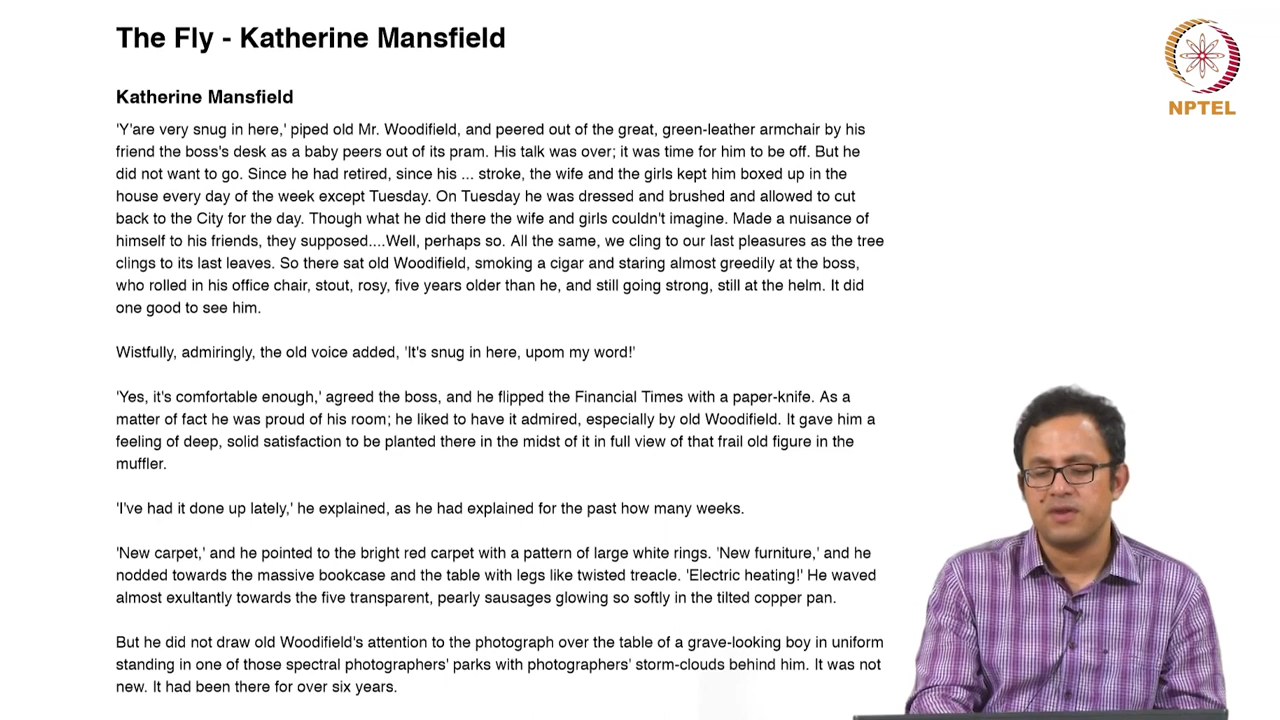 The Fly - Katherine Mansfield
NPTEL
Katherine Mansfield
'Y'are very snug in here,' piped old Mr. Woodifield, and peered out of the great, green-leather armchair by his
friend the boss's desk as a baby peers out of its pram. His talk was over; it was time for him to be off. But he
did not want to go. Since he had retired, since his ... stroke, the wife and the girls kept him boxed up in the
house every day of the week except Tuesday. On Tuesday he was dressed and brushed and allowed to cut
back to the City for the day. Though what he did there the wife and girls couldn't imagine. Made a nuisance of
himself to his friends, they supposed....Well, perhaps so. All the same, we cling to our last pleasures as the tree
clings to its last leaves. So there sat old Woodifield, smoking a cigar and staring almost greedily at the boss,
who rolled in his office chair, stout, rosy, five years older than he, and still going strong, still at the helm. It did
one good to see him.
Wistfully, admiringly, the old voice added, 'It's snug in here, upom my word!'
'Yes, it's comfortable enough,' agreed the boss, and he flipped the Financial Times with a paper-knife. As a
matter of fact he was proud of his room; he liked to have it admired, especially by old Woodifield. It gave him a
feeling of deep, solid satisfaction to be planted there in the midst of it in full view of that frail old figure in the
muffler.
'I've had it done up lately,' he explained, as he had explained for the past how many weeks.
'New carpet,' and he pointed to the bright red carpet with a pattern of large white rings. 'New furniture,' and he
nodded towards the massive bookcase and the table with legs like twisted treacle. 'Electric heating!' He waved
almost exultantly towards the five transparent, pearly sausages glowing so softly in the tilted copper pan.
But he did not draw old Woodifield's attention to the photograph over the table of a grave-looking boy in uniform
standing in one of those spectral photographers' parks with photographers' storm-clouds behind him. It was not
new. It had been there for over six years.